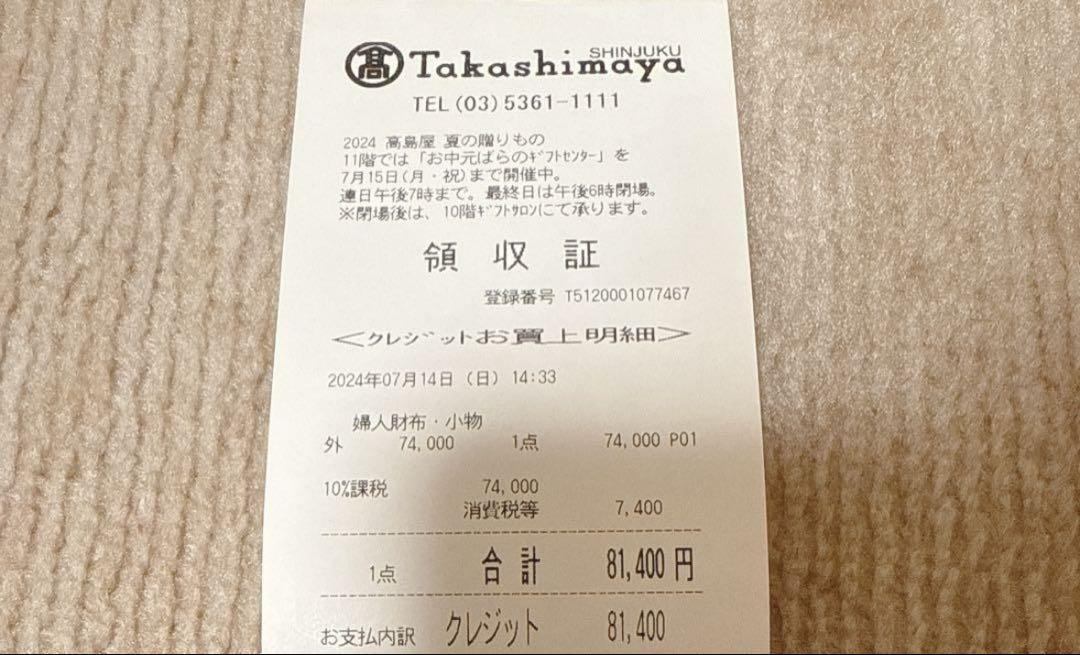 髙 Takashimaya SHINJUKU
TEL (03) 5361-1111
2024 髙島屋 夏の贈りもの
11階では「お中元ばらのｷﾞﾌﾄｾﾝﾀｰ」を
7月15日(月・祝)まで開催中。
連日午後7時まで。最終日は午後6時閉場。
※閉場後は、10階ｷﾞﾌﾄｻﾛﾝにて承ります。
領 収 証
登録番号 T5120001077467
＜クレジットお買上明細＞
2024年07月14日 (日) 14:33
婦人財布・小物
外 74,000 1点 74,000 P01
10%課税 74,000
消費税等 7,400
1点 合 計 81,400 円
お支払内訳 クレジット 81,400